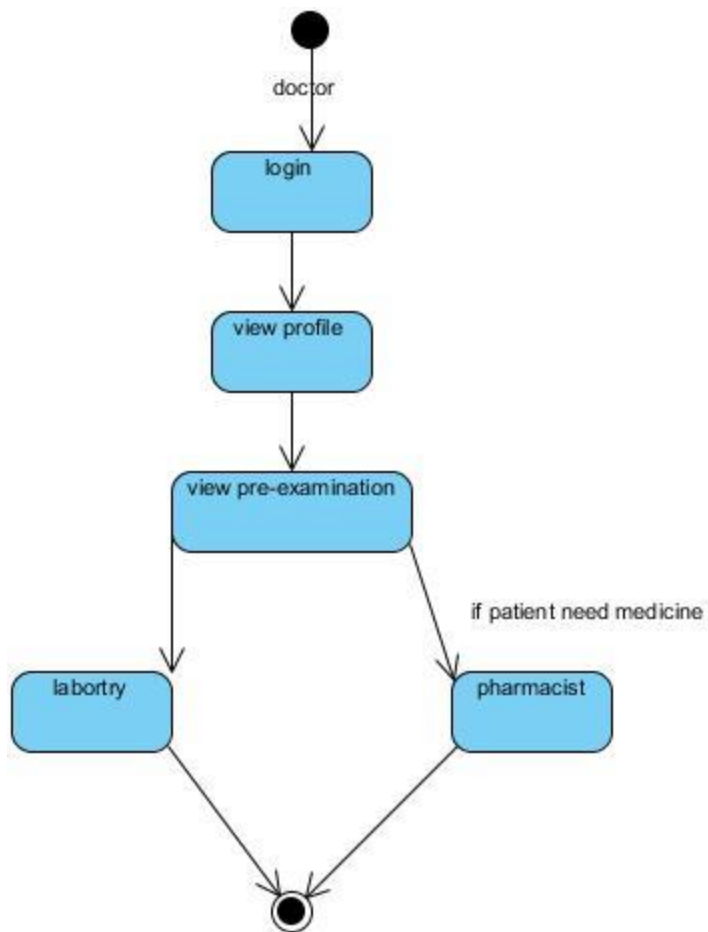 doctor
login
view profile
view pre-examination
if patient need medicine
labortry
pharmacist